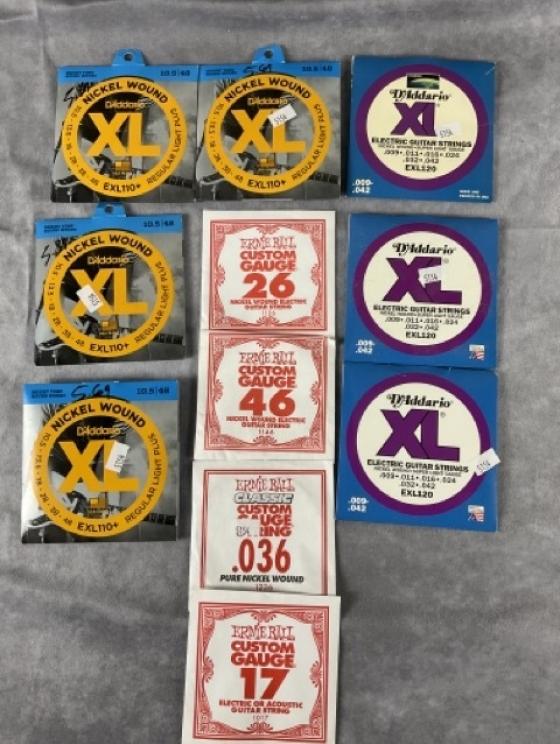 10.5|48
NICKEL WOUND
D'Addario
XL
EXL110+
REGULAR LIGHT PLUS
10.5|48
NICKEL WOUND
D'Addario
XL
EXL110+
REGULAR LIGHT PLUS
D'Addario
XL
ELECTRIC GUITAR STRINGS
EXL120
.009-
.042
10.5|48
NICKEL WOUND
D'Addario
XL
EXL110+
REGULAR LIGHT PLUS
ERNIE BALL
CUSTOM
GAUGE
26
NICKEL WOUND ELECTRIC
GUITAR STRING
1126
D'Addario
XL
ELECTRIC GUITAR STRINGS
EXL120
.009-
.042
ERNIE BALL
CUSTOM
GAUGE
46
NICKEL WOUND ELECTRIC
GUITAR STRING
1146
10.5|48
5.69
NICKEL WOUND
D'Addario
XL
EXL110+
REGULAR LIGHT PLUS
D'Addario
XL
ELECTRIC GUITAR STRINGS
EXL120
.009-
.042
ERNIE BALL
CLASSIC
CUSTOM
.036
PURE NICKEL WOUND
ERNIE BALL
CUSTOM
GAUGE
17
ELECTRIC OR ACOUSTIC
GUITAR STRING
1017